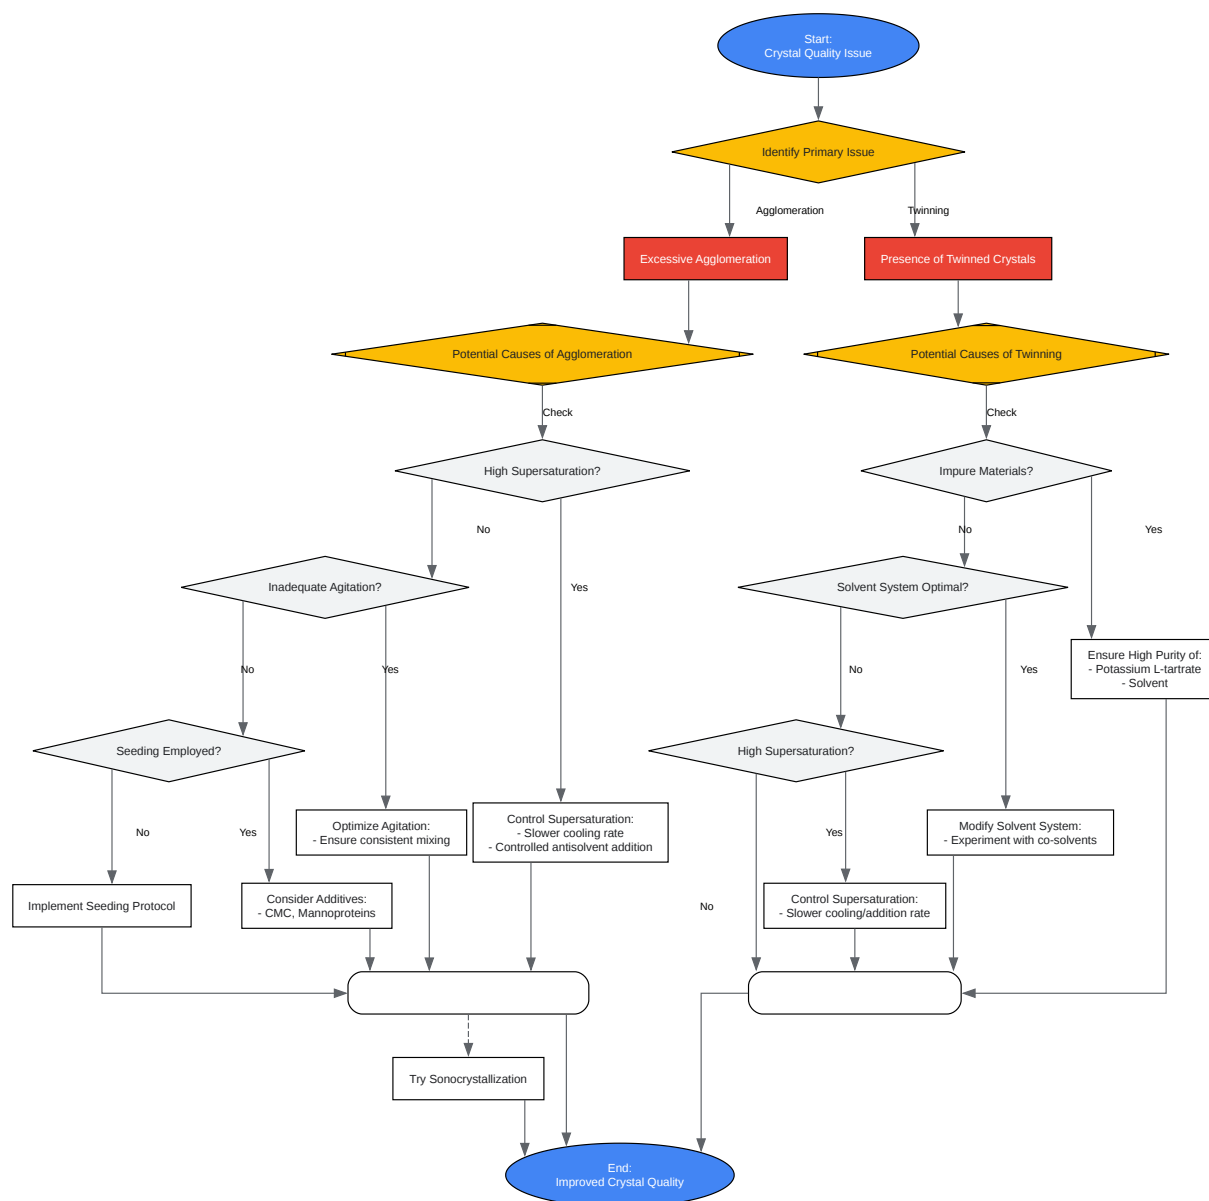 Start:
Crystal Quality Issue
Identify Primary Issue
Agglomeration
Twinning
Excessive Agglomeration
Presence of Twinned Crystals
Potential Causes of Agglomeration
Potential Causes of Twinning
Check
Check
High Supersaturation?
Impure Materials?
No
No
Yes
Inadequate Agitation?
Yes
Solvent System Optimal?
No
Yes
No
Yes
Ensure High Purity of:
- Potassium L-tartrate
- Solvent
Seeding Employed?
High Supersaturation?
No
Yes
Optimize Agitation:
- Ensure consistent mixing
Control Supersaturation:
- Slower cooling rate
- Controlled antisolvent addition
Yes
Modify Solvent System:
- Experiment with co-solvents
Implement Seeding Protocol
Consider Additives:
- CMC, Mannoproteins
No
Control Supersaturation:
- Slower cooling/addition rate
Try Sonocrystallization
End:
Improved Crystal Quality